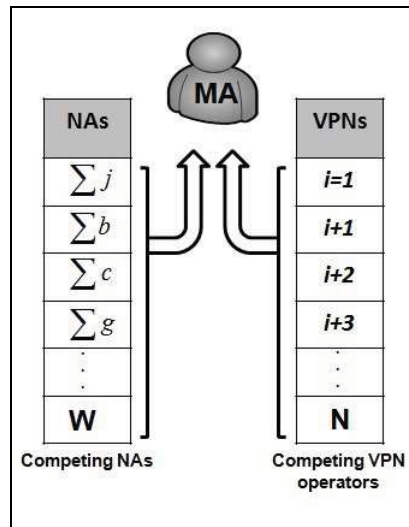 MA
NAs
∑ j
∑ b
∑ c
∑ g
⋮
W
Competing NAs
VPNs
i=1
i+1
i+2
i+3
⋮
N
Competing VPN
operators